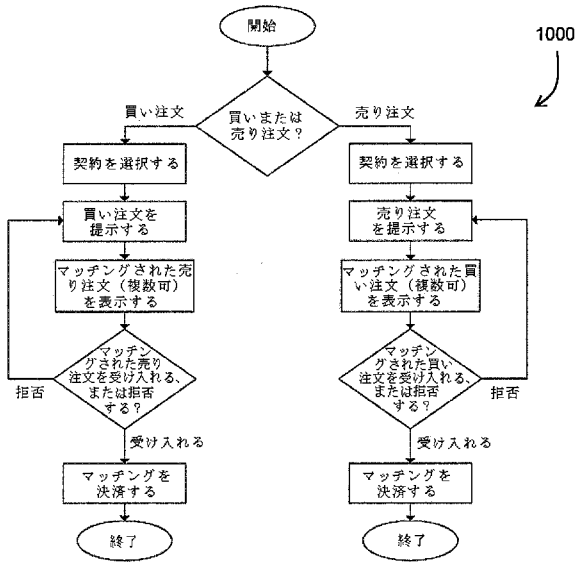 開始
1000
買いまたは
売り注文？
買い注文
売り注文
契約を選択する
買い注文を
提示する
マッチングされた売
り注文（複数可）
を表示する
マッチン
グされた売り
注文を受け入れる、
または拒否
する？
拒否
受け入れる
マッチングを
決済する
終了
契約を選択する
売り注文
を提示する
マッチングされた買
い注文（複数可）
を表示する
マッチン
グされた買い
注文を受け入れる、
または拒否
する？
拒否
受け入れる
マッチングを
決済する
終了